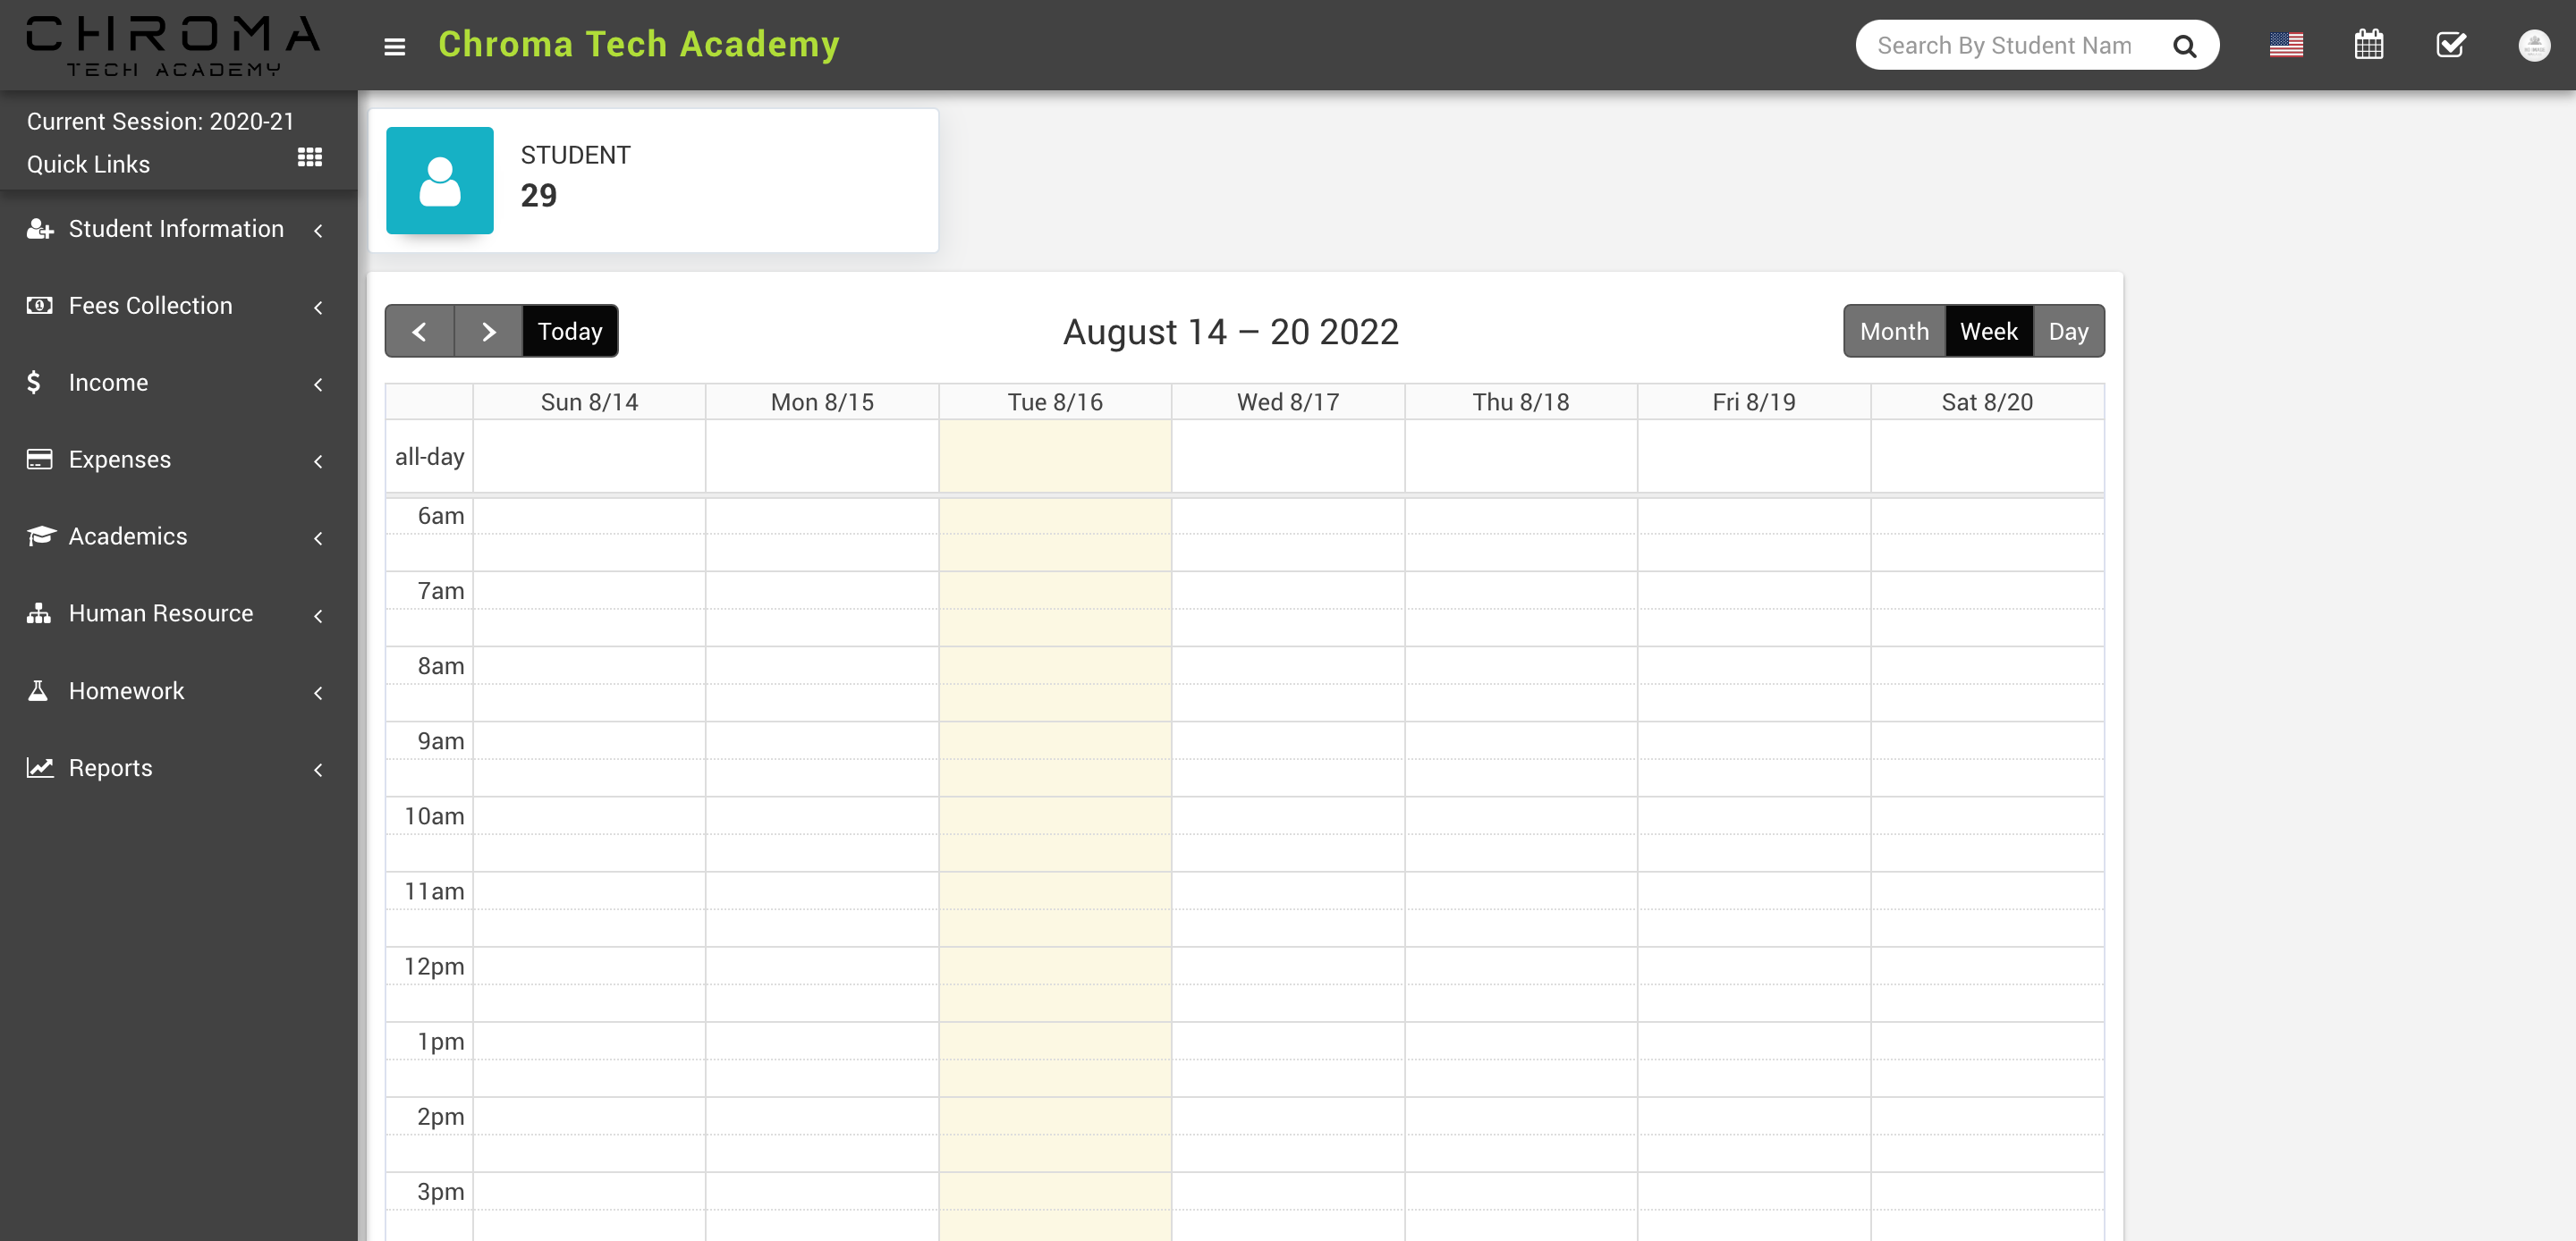 CHROMA
TECH ACADEMY
Chroma Tech Academy
Search By Student Nam
Current Session: 2020-21
Quick Links
Student Information
Fees Collection
Income
Expenses
Academics
Human Resource
Homework
Reports
STUDENT
29
Today
August 14 – 20 2022
Month Week Day
Sun 8/14 Mon 8/15 Tue 8/16 Wed 8/17 Thu 8/18 Fri 8/19 Sat 8/20
all-day
6am
7am
8am
9am
10am
11am
12pm
1pm
2pm
3pm